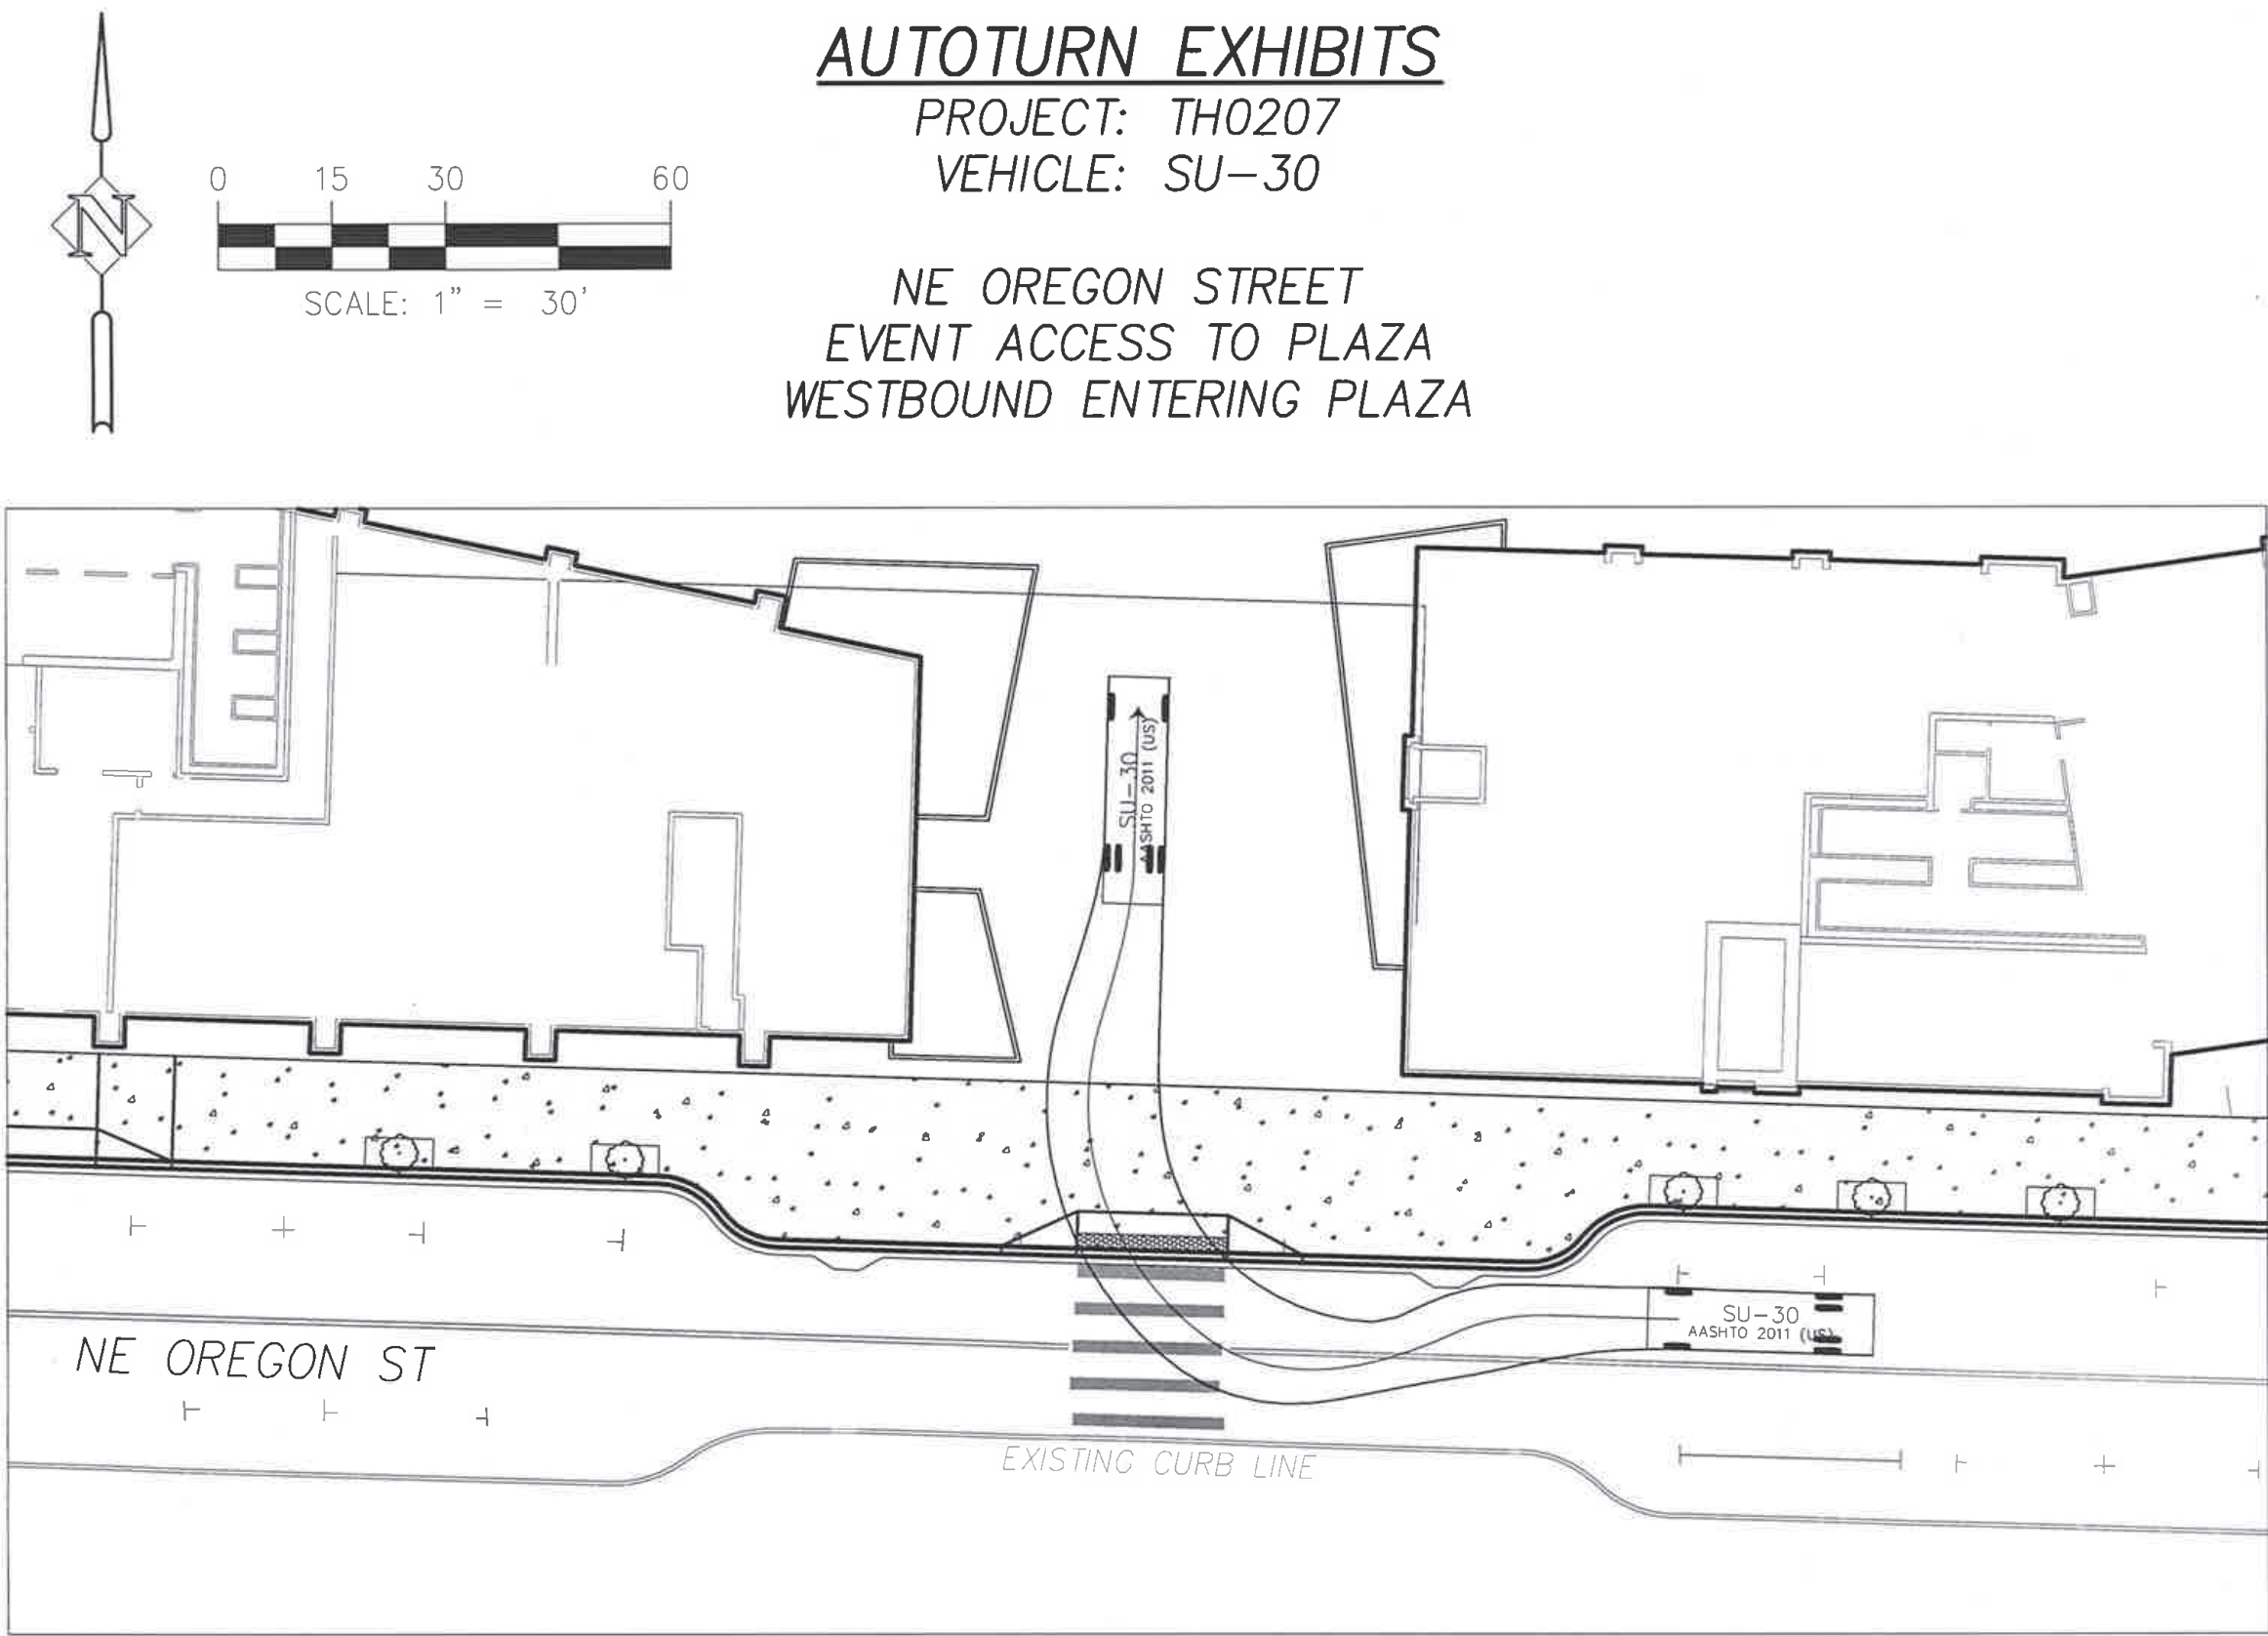 AUTOTURN EXHIBITS
PROJECT: TH0207
VEHICLE: SU-30
N
0 15 30 60
SCALE: 1" = 30'
NE OREGON STREET
EVENT ACCESS TO PLAZA
WESTBOUND ENTERING PLAZA
SU-30
AASHTO 2011 (US)
SU-30
AASHTO 2011 (US)
NE OREGON ST
EXISTING CURB LINE